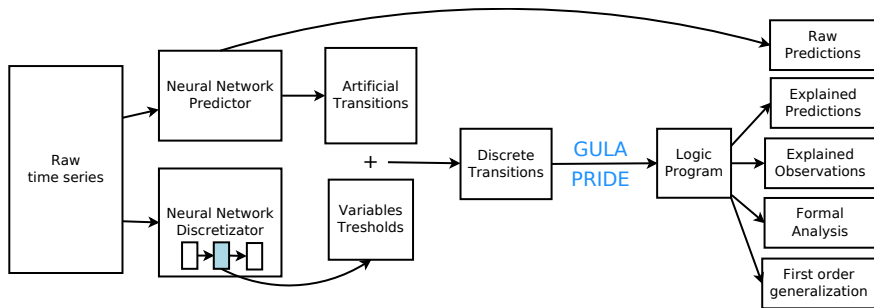 Raw
time series
Neural Network
Predictor
Neural Network
Discretizator
Artificial
Transitions
+
Variables
Tresholds
Discrete
Transitions
GULA
PRIDE
Logic
Program
Raw
Predictions
Explained
Predictions
Explained
Observations
Formal
Analysis
First order
generalization